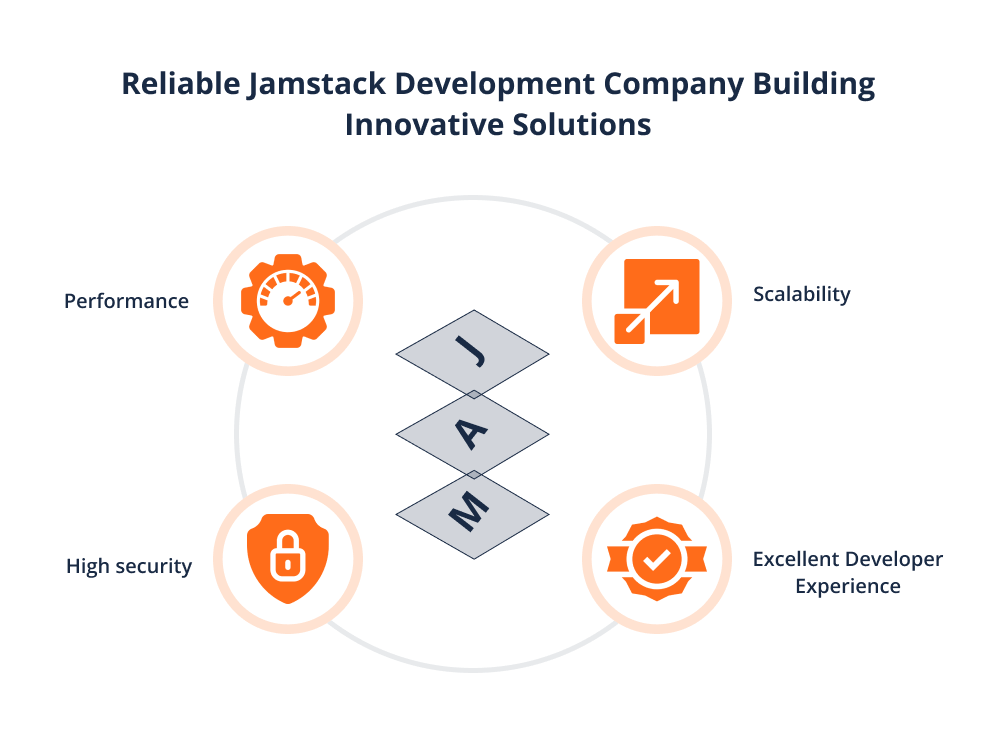 Reliable Jamstack Development Company Building
Innovative Solutions
Performance
Scalability
J
A
M
High security
Excellent Developer
Experience